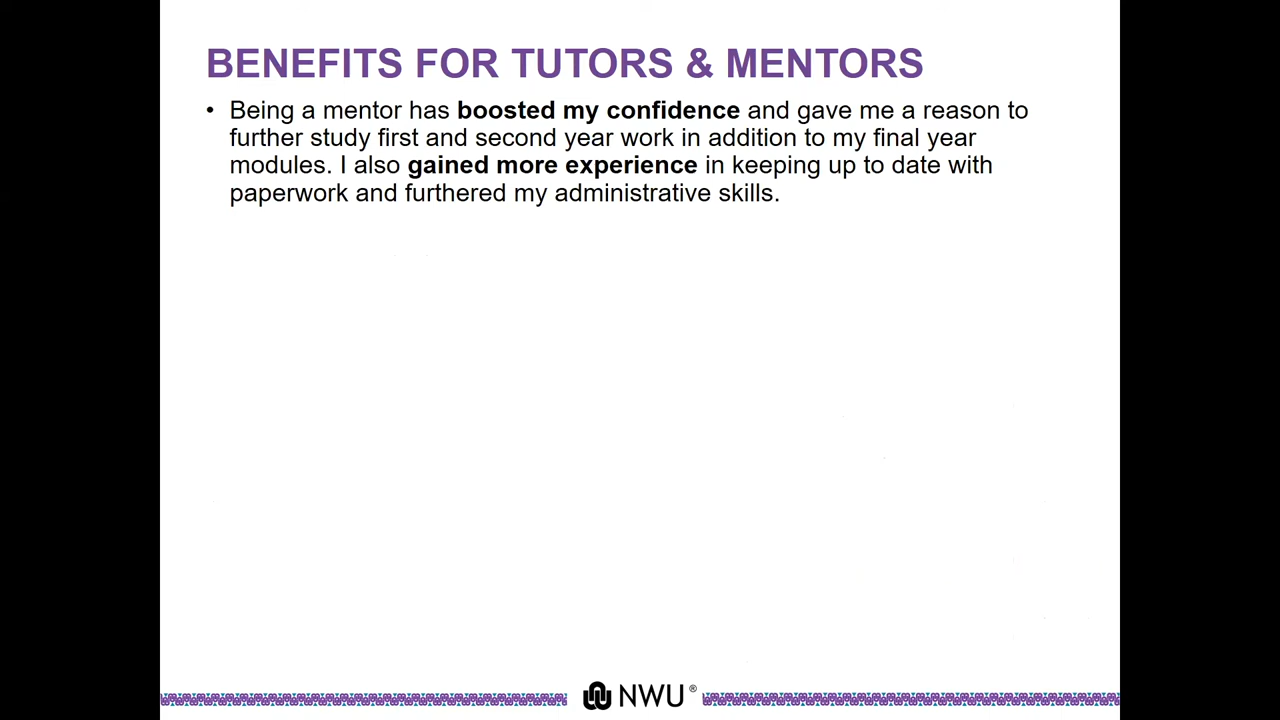 BENEFITS FOR TUTORS & MENTORS
• Being a mentor has boosted my confidence and gave me a reason to
further study first and second year work in addition to my final year
modules. I also gained more experience in keeping up to date with
paperwork and furthered my administrative skills.
NWU®